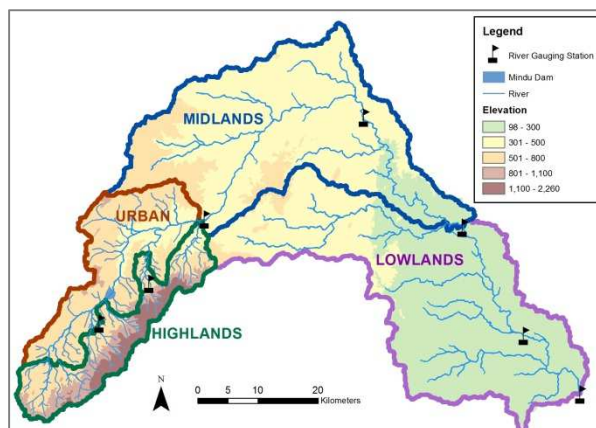 Legend
River Gauging Station
Mindu Dam
River
Elevation
98 - 300
301 - 500
501 - 800
801 - 1,100
1,100 - 2,260
MIDLANDS
URBAN
LOWLANDS
HIGHLANDS
N
0 5 10 20
Kilometers